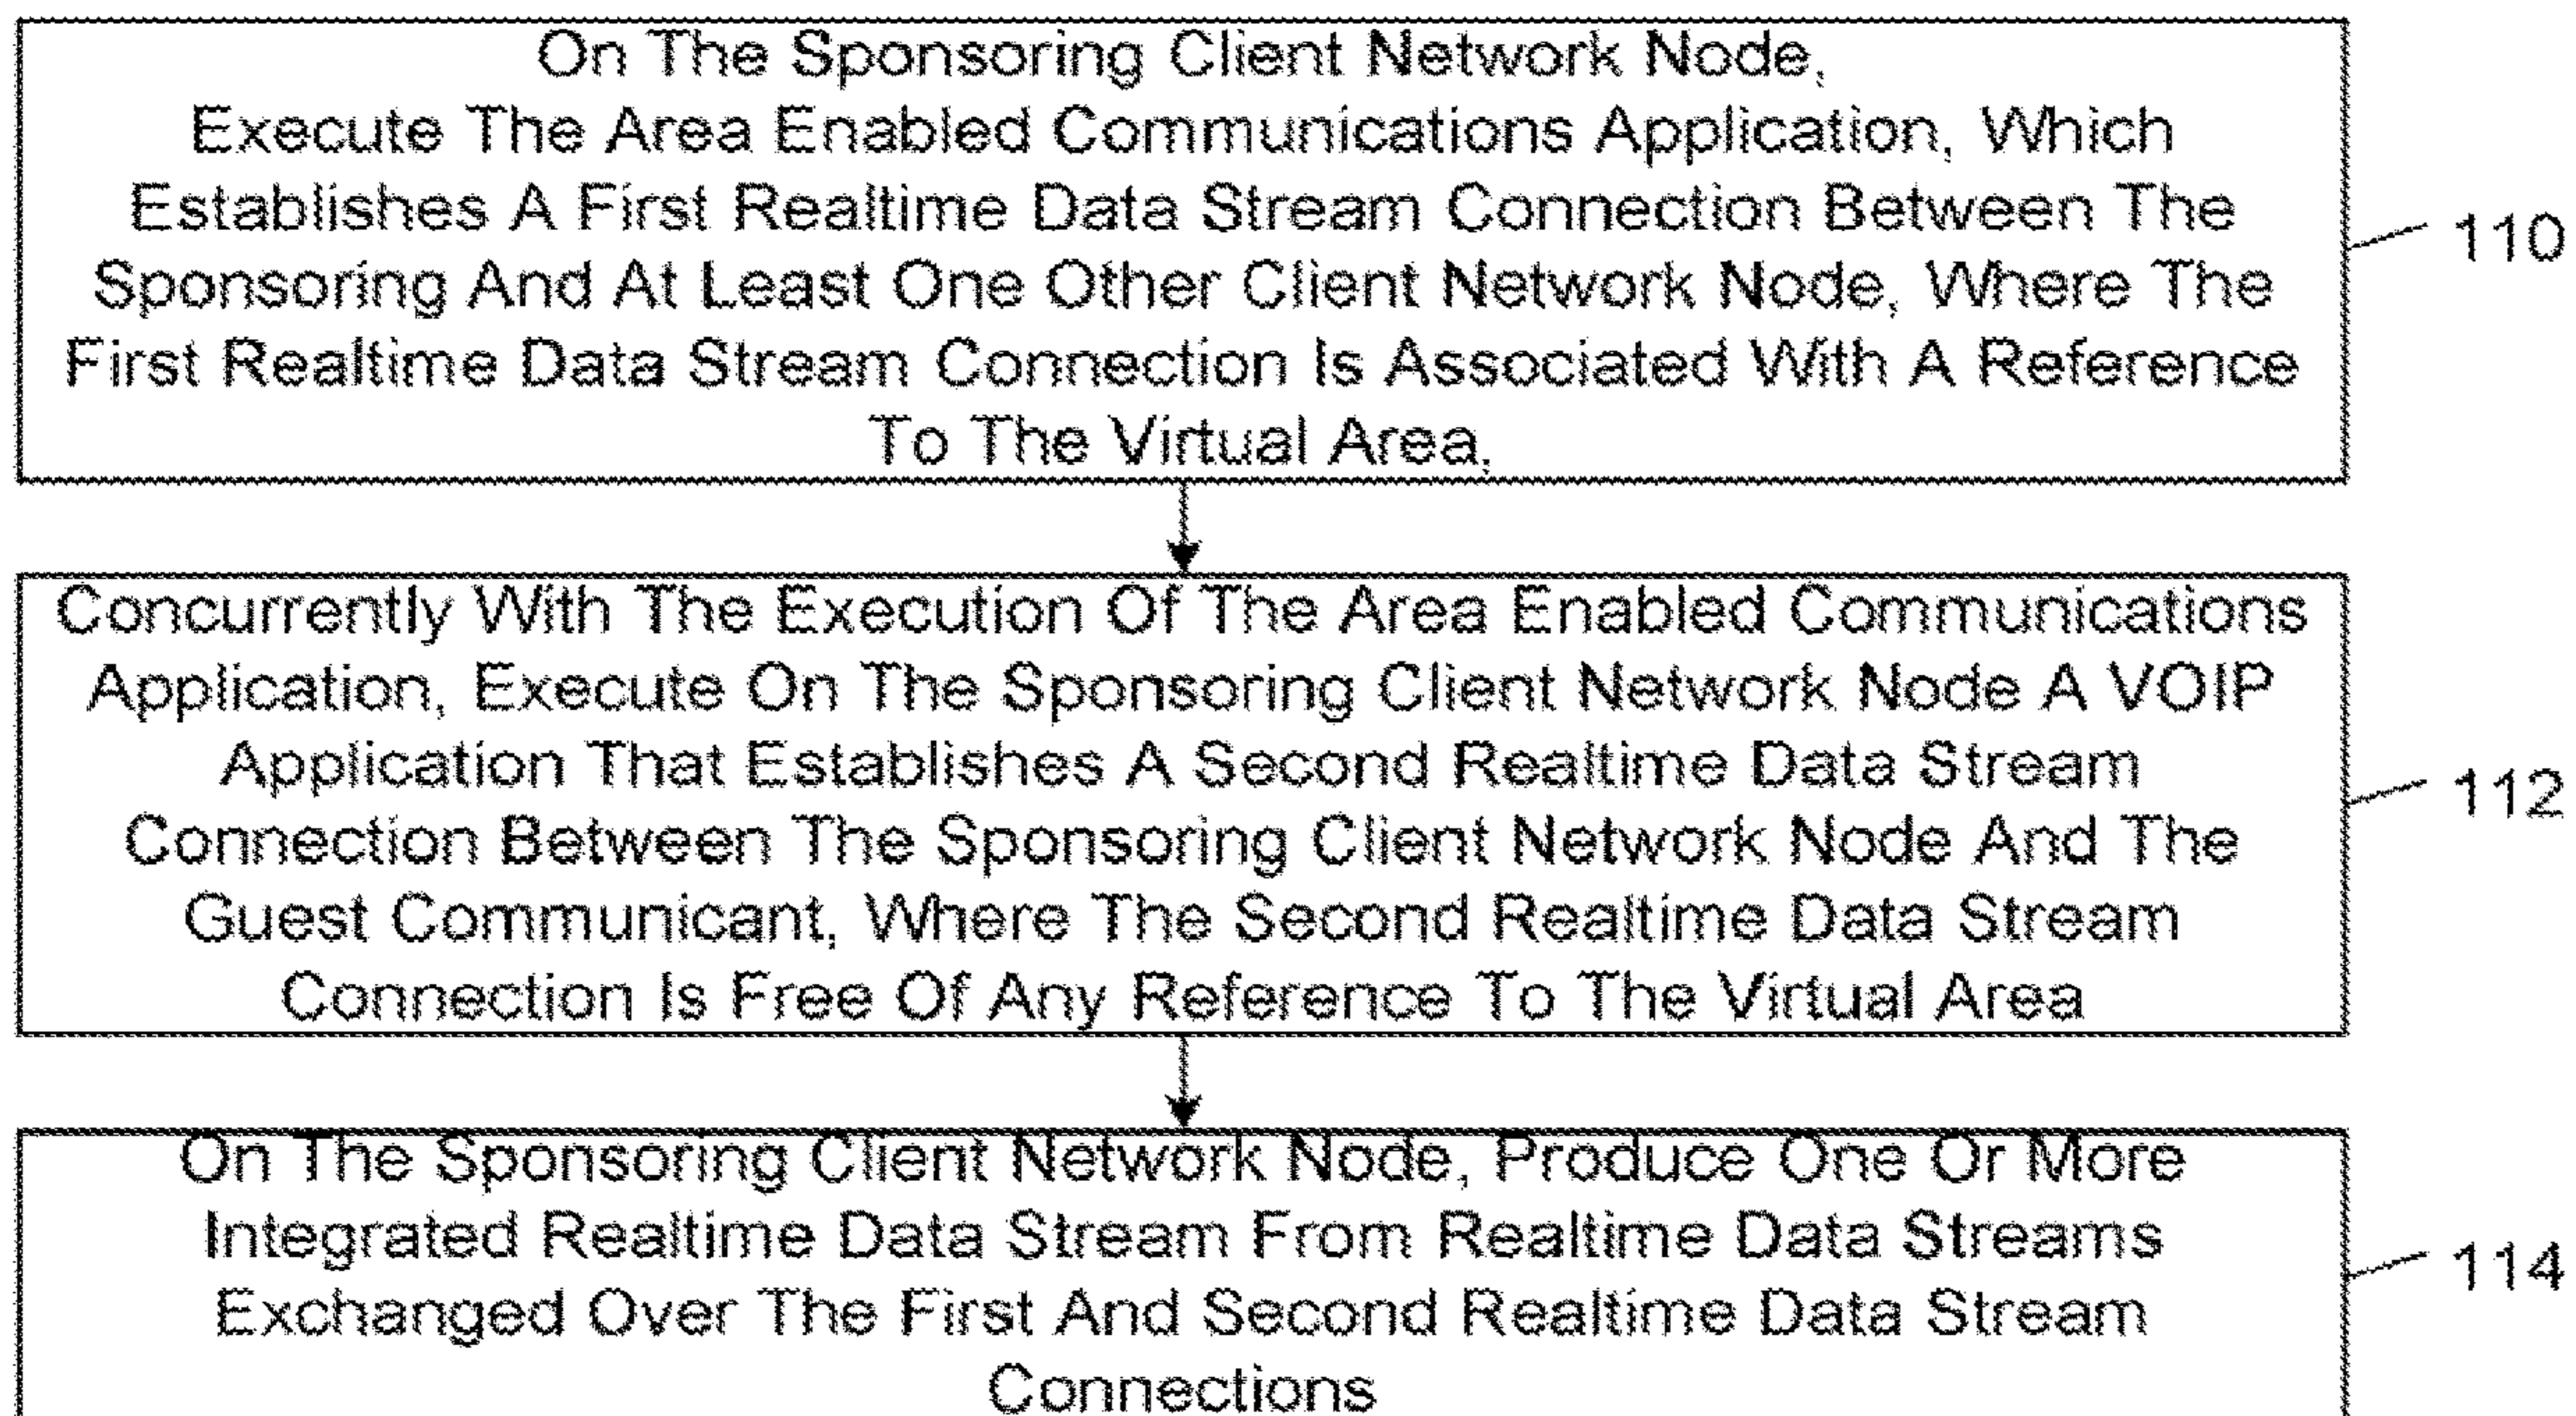 On The Sponsoring Client Network Node,
Execute The Area Enabled Communications Application, Which
Establishes A First Realtime Data Stream Connection Between The
Sponsoring And At Least One Other Client Network Node, Where The
First Realtime Data Stream Connection Is Associated With A Reference
To The Virtual Area,
110
Concurrently With The Execution Of The Area Enabled Communications
Application, Execute On The Sponsoring Client Network Node A VOIP
Application That Establishes A Second Realtime Data Stream
Connection Between The Sponsoring Client Network Node And The
Guest Communicant, Where The Second Realtime Data Stream
Connection Is Free Of Any Reference To The Virtual Area
112
On The Sponsoring Client Network Node, Produce One Or More
Integrated Realtime Data Stream From Realtime Data Streams
Exchanged Over The First And Second Realtime Data Stream
Connections
114